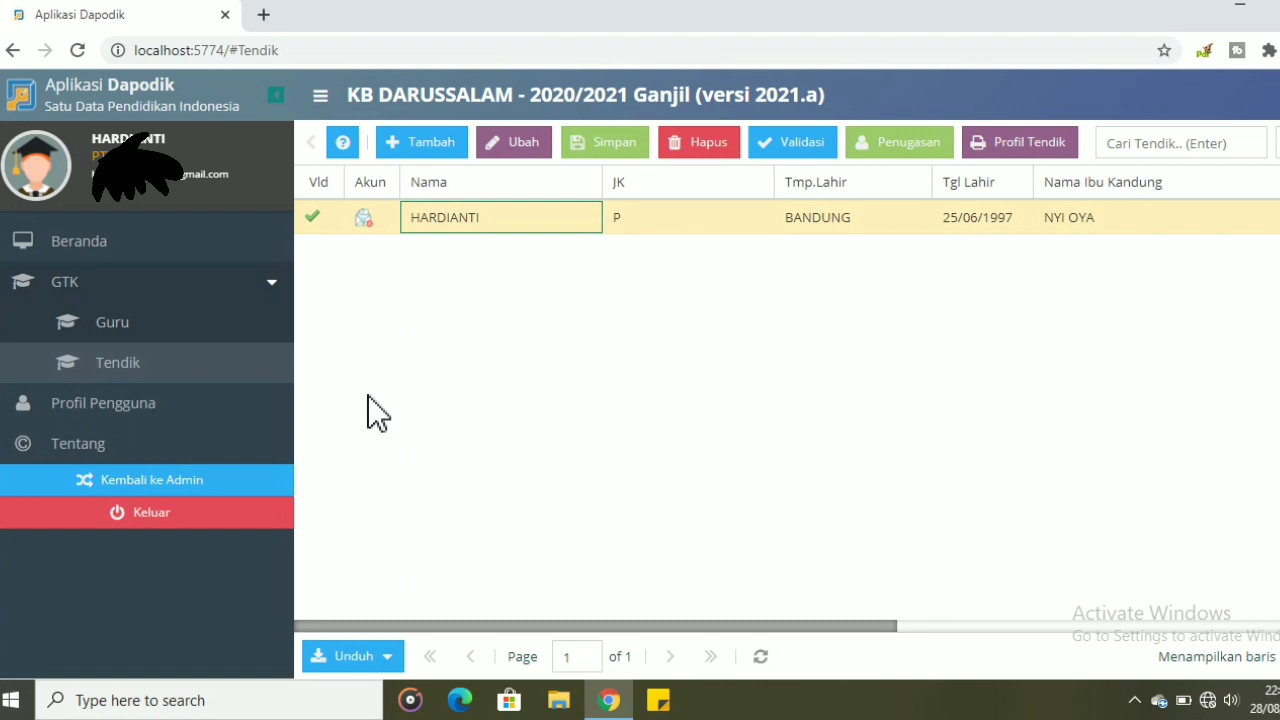 Aplikasi Dapodik
localhost:5774/#Tendik
Aplikasi Dapodik
Satu Data Pendidikan Indonesia
KB DARUSSALAM - 2020/2021 Ganjil (versi 2021.a)
gmail.com
Tambah
Ubah
Simpan
Hapus
Validasi
Penugasan
Profil Tendik
Cari Tendik.. (Enter)
Vld Akun Nama JK Tmp.Lahir Tgl Lahir Nama Ibu Kandung
HARDIANTI P BANDUNG 25/06/1997 NYI OYA
Beranda
GTK
Guru
Tendik
Profil Pengguna
Tentang
Kembali ke Admin
Keluar
Activate Windows
Go to Settings to activate
Unduh
Page 1 of 1
Menampilkan baris
Type here to search